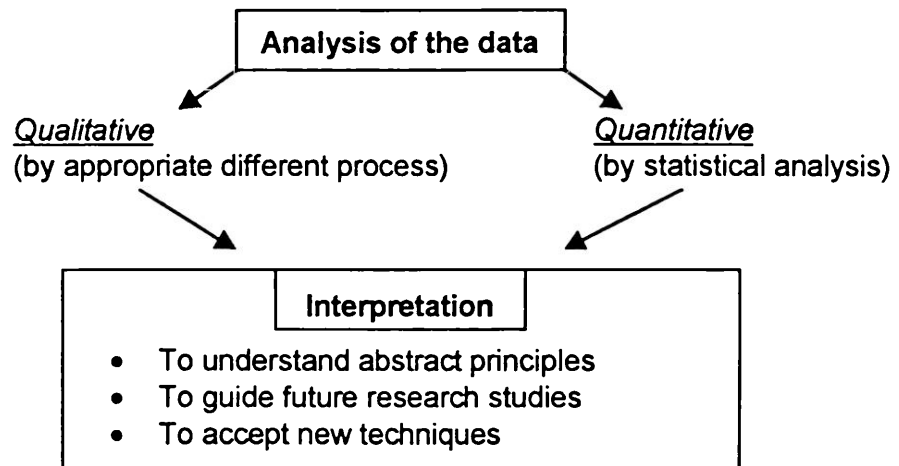 Analysis of the data
Qualitative
(by appropriate different process)
Quantitative
(by statistical analysis)
Interpretation
• To understand abstract principles
• To guide future research studies
• To accept new techniques